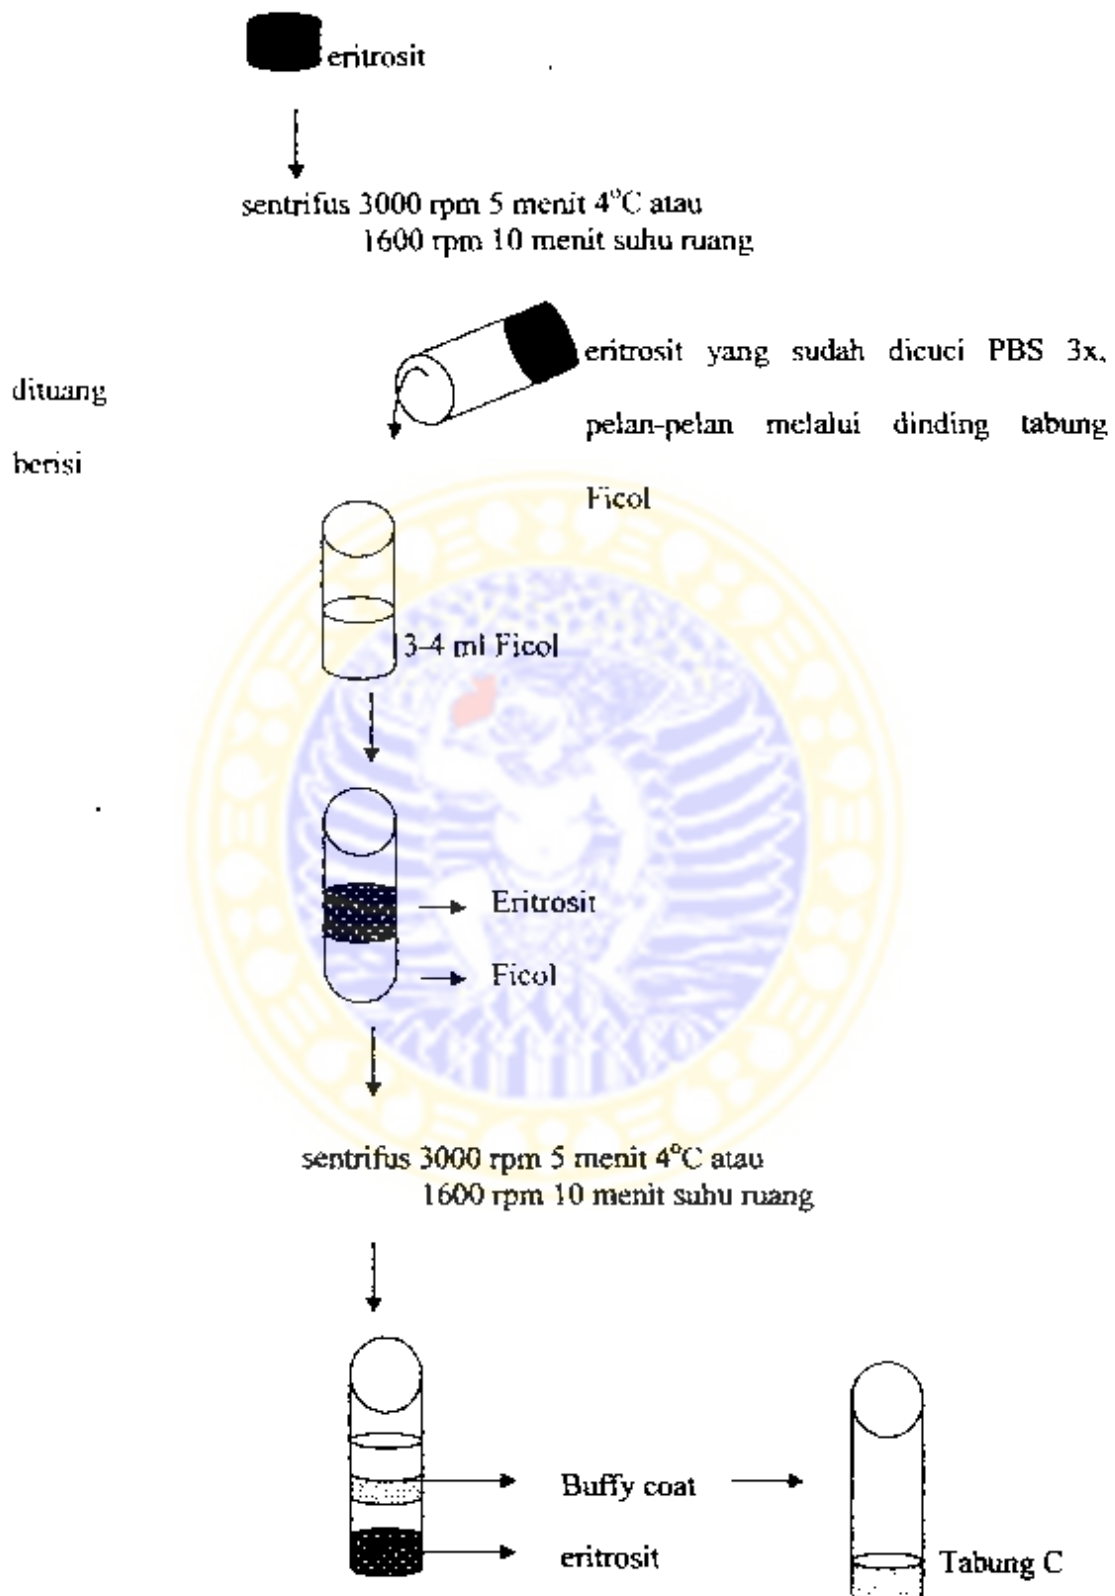 eritrosit
sentrifus 3000 rpm 5 menit 4°C atau
1600 rpm 10 menit suhu ruang
eritrosit yang sudah dicuci PBS 3x,
dituang
pelan-pelan melalui dinding tabung
berisi
Ficol
3-4 ml Ficol
Eritrosit
Ficol
sentrifus 3000 rpm 5 menit 4°C atau
1600 rpm 10 menit suhu ruang
Buffy coat
eritrosit
Tabung C